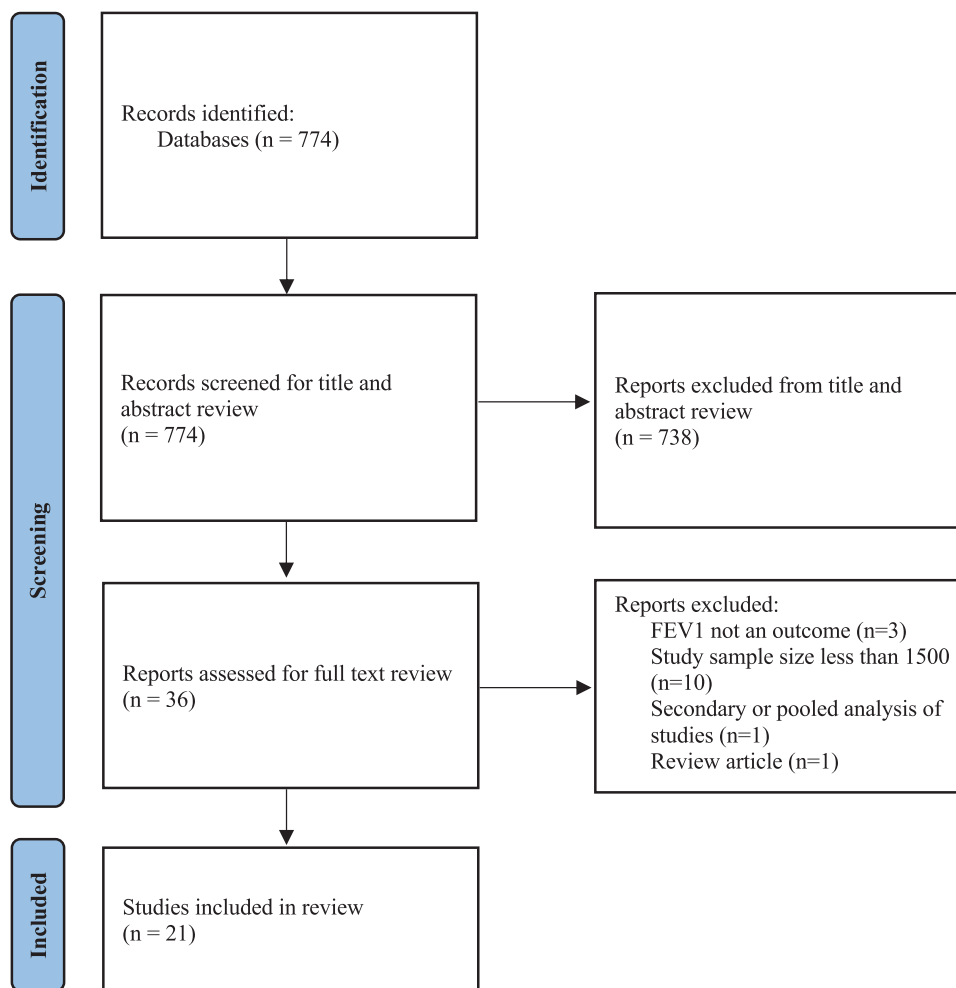 Identification
Records identified:
Databases (n = 774)
Screening
Records screened for title and
abstract review
(n = 774)
Reports excluded from title and
abstract review
(n = 738)
Reports assessed for full text review
(n = 36)
Reports excluded:
FEV1 not an outcome (n=3)
Study sample size less than 1500
(n=10)
Secondary or pooled analysis of
studies (n=1)
Review article (n=1)
Included
Studies included in review
(n = 21)